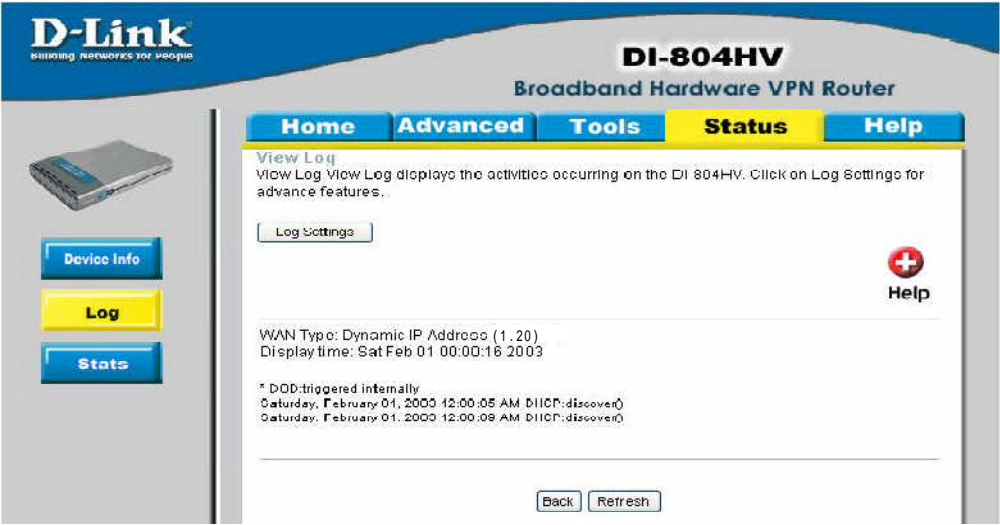 D-Link
Building Networks for People
DI-804HV
Broadband Hardware VPN Router
Home
Advanced
Tools
Status
Help
View Log
View Log View Log displays the activities occurring on the DI-804HV. Click on Log Settings for
advance features.
Log Settings
Device Info
Help
Log
WAN Type: Dynamic IP Address (1.20)
Display time: Sat Feb 01 00:00:16 2003
Stats
* DOD:triggered internally
Saturday, February 01, 2003 12:00:05 AM DHCP:discover()
Saturday, February 01, 2003 12:00:09 AM DHCP:discover()
Back
Refresh